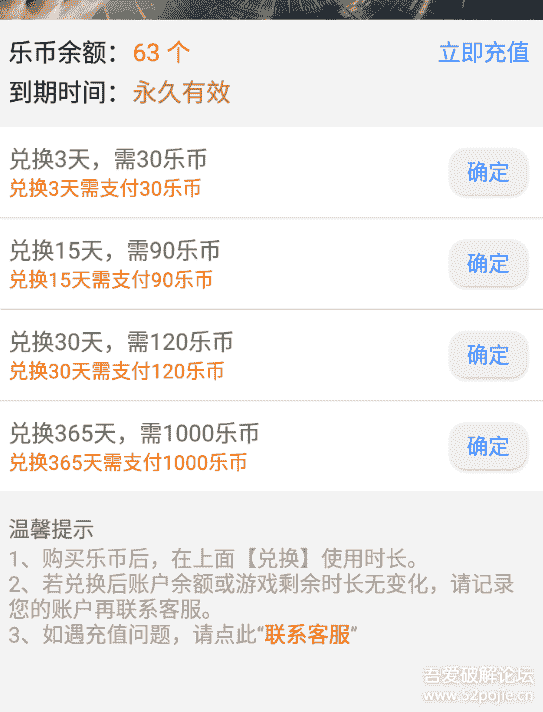 乐币余额：63 个
立即充值
到期时间：永久有效
兑换3天，需30乐币
兑换3天需支付30乐币
确定
兑换15天，需90乐币
兑换15天需支付90乐币
确定
兑换30天，需120乐币
兑换30天需支付120乐币
确定
兑换365天，需1000乐币
兑换365天需支付1000乐币
确定
温馨提示
1、购买乐币后，在上面【兑换】使用时长。
2、若兑换后账户余额或游戏剩余时长无变化，请记录
您的账户再联系客服。
3、如遇充值问题，请点此“联系客服”
吾爱破解论坛
www.52pojie.cn